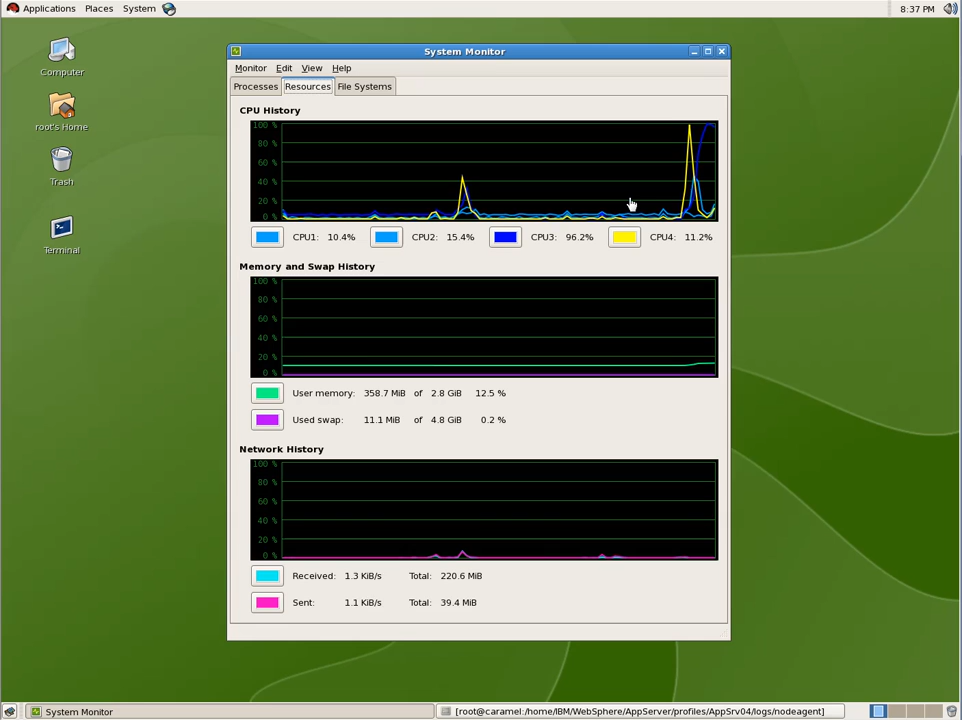 Applications Places System 8:37 PM
System Monitor
Monitor Edit View Help
Processes Resources File Systems
Computer
root's Home
Trash
Terminal
CPU History
100 %
80 %
60 %
40 %
20 %
0 %
CPU1: 10.4% CPU2: 15.4% CPU3: 96.2% CPU4: 11.2%
Memory and Swap History
100 %
80 %
60 %
40 %
20 %
0 %
User memory: 358.7 MiB of 2.8 GiB 12.5 %
Used swap: 11.1 MiB of 4.8 GiB 0.2 %
Network History
100 %
80 %
60 %
40 %
20 %
0 %
Received: 1.3 KiB/s Total: 220.6 MiB
Sent: 1.1 KiB/s Total: 39.4 MiB
System Monitor [root@caramel:/home/IBM/WebSphere/AppServer/profiles/AppSrv04/logs/nodeagent]